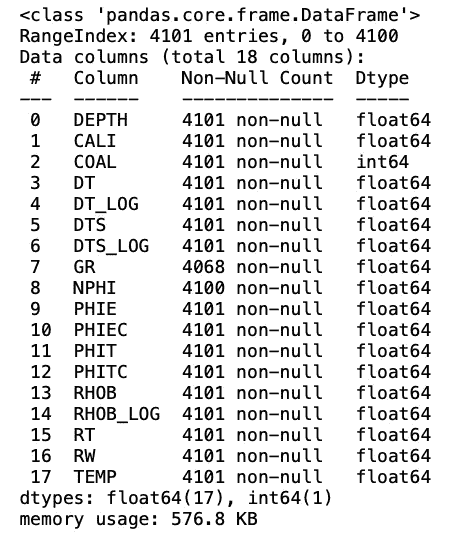 <class 'pandas.core.frame.DataFrame'>
RangeIndex: 4101 entries, 0 to 4100
Data columns (total 18 columns):
 #   Column    Non-Null Count  Dtype
---  ------    --------------  -----
 0   DEPTH     4101 non-null   float64
 1   CALI      4101 non-null   float64
 2   COAL      4101 non-null   int64
 3   DT        4101 non-null   float64
 4   DT_LOG    4101 non-null   float64
 5   DTS       4101 non-null   float64
 6   DTS_LOG   4101 non-null   float64
 7   GR        4068 non-null   float64
 8   NPHI      4100 non-null   float64
 9   PHIE      4101 non-null   float64
 10  PHIEC     4101 non-null   float64
 11  PHIT      4101 non-null   float64
 12  PHITC     4101 non-null   float64
 13  RHOB      4101 non-null   float64
 14  RHOB_LOG  4101 non-null   float64
 15  RT        4101 non-null   float64
 16  RW        4101 non-null   float64
 17  TEMP      4101 non-null   float64
dtypes: float64(17), int64(1)
memory usage: 576.8 KB